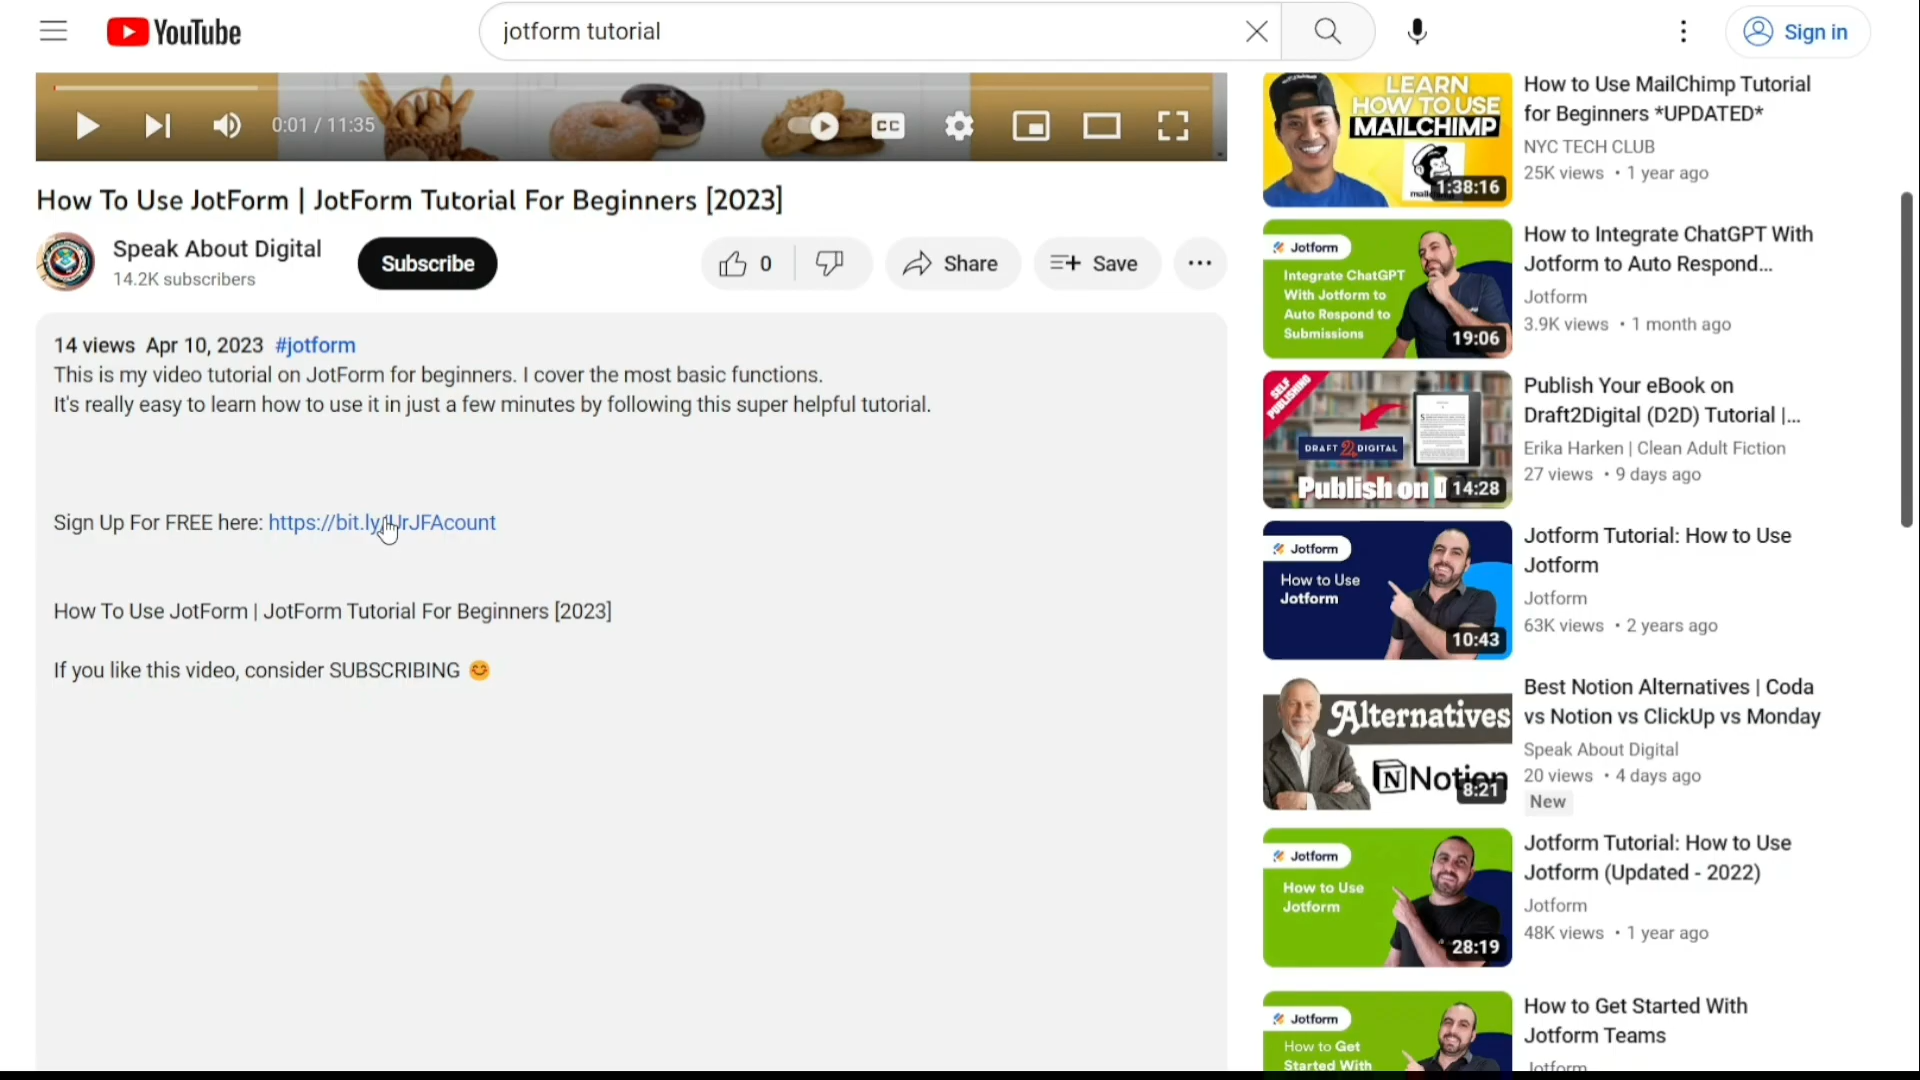 YouTube
jotform tutorial
Sign in
0:01 / 11:35
CC
How To Use JotForm | JotForm Tutorial For Beginners [2023]
Speak About Digital
14.2K subscribers
Subscribe
0
Share
Save
14 views Apr 10, 2023 #jotform
This is my video tutorial on JotForm for beginners. I cover the most basic functions.
It's really easy to learn how to use it in just a few minutes by following this super helpful tutorial.
Sign Up For FREE here: https://bit.ly/UrJFAcount
How To Use JotForm | JotForm Tutorial For Beginners [2023]
If you like this video, consider SUBSCRIBING 😊
LEARN
HOW TO USE
MAILCHIMP
1:38:16
How to Use MailChimp Tutorial
for Beginners *UPDATED*
NYC TECH CLUB
25K views • 1 year ago
Jotform
Integrate ChatGPT
With Jotform to
Auto Respond to
Submissions
19:06
How to Integrate ChatGPT With
Jotform to Auto Respond...
Jotform
3.9K views • 1 month ago
SELF
PUBLISHING
DRAFT 2 DIGITAL
Publish on D
14:28
Publish Your eBook on
Draft2Digital (D2D) Tutorial |...
Erika Harken | Clean Adult Fiction
27 views • 9 days ago
Jotform
How to Use
Jotform
10:43
Jotform Tutorial: How to Use
Jotform
Jotform
63K views • 2 years ago
Alternatives
Notion
8:21
Best Notion Alternatives | Coda
vs Notion vs ClickUp vs Monday
Speak About Digital
20 views • 4 days ago
New
Jotform
How to Use
Jotform
28:19
Jotform Tutorial: How to Use
Jotform (Updated - 2022)
Jotform
48K views • 1 year ago
Jotform
How to Get
Started With
How to Get Started With
Jotform Teams
Jotform